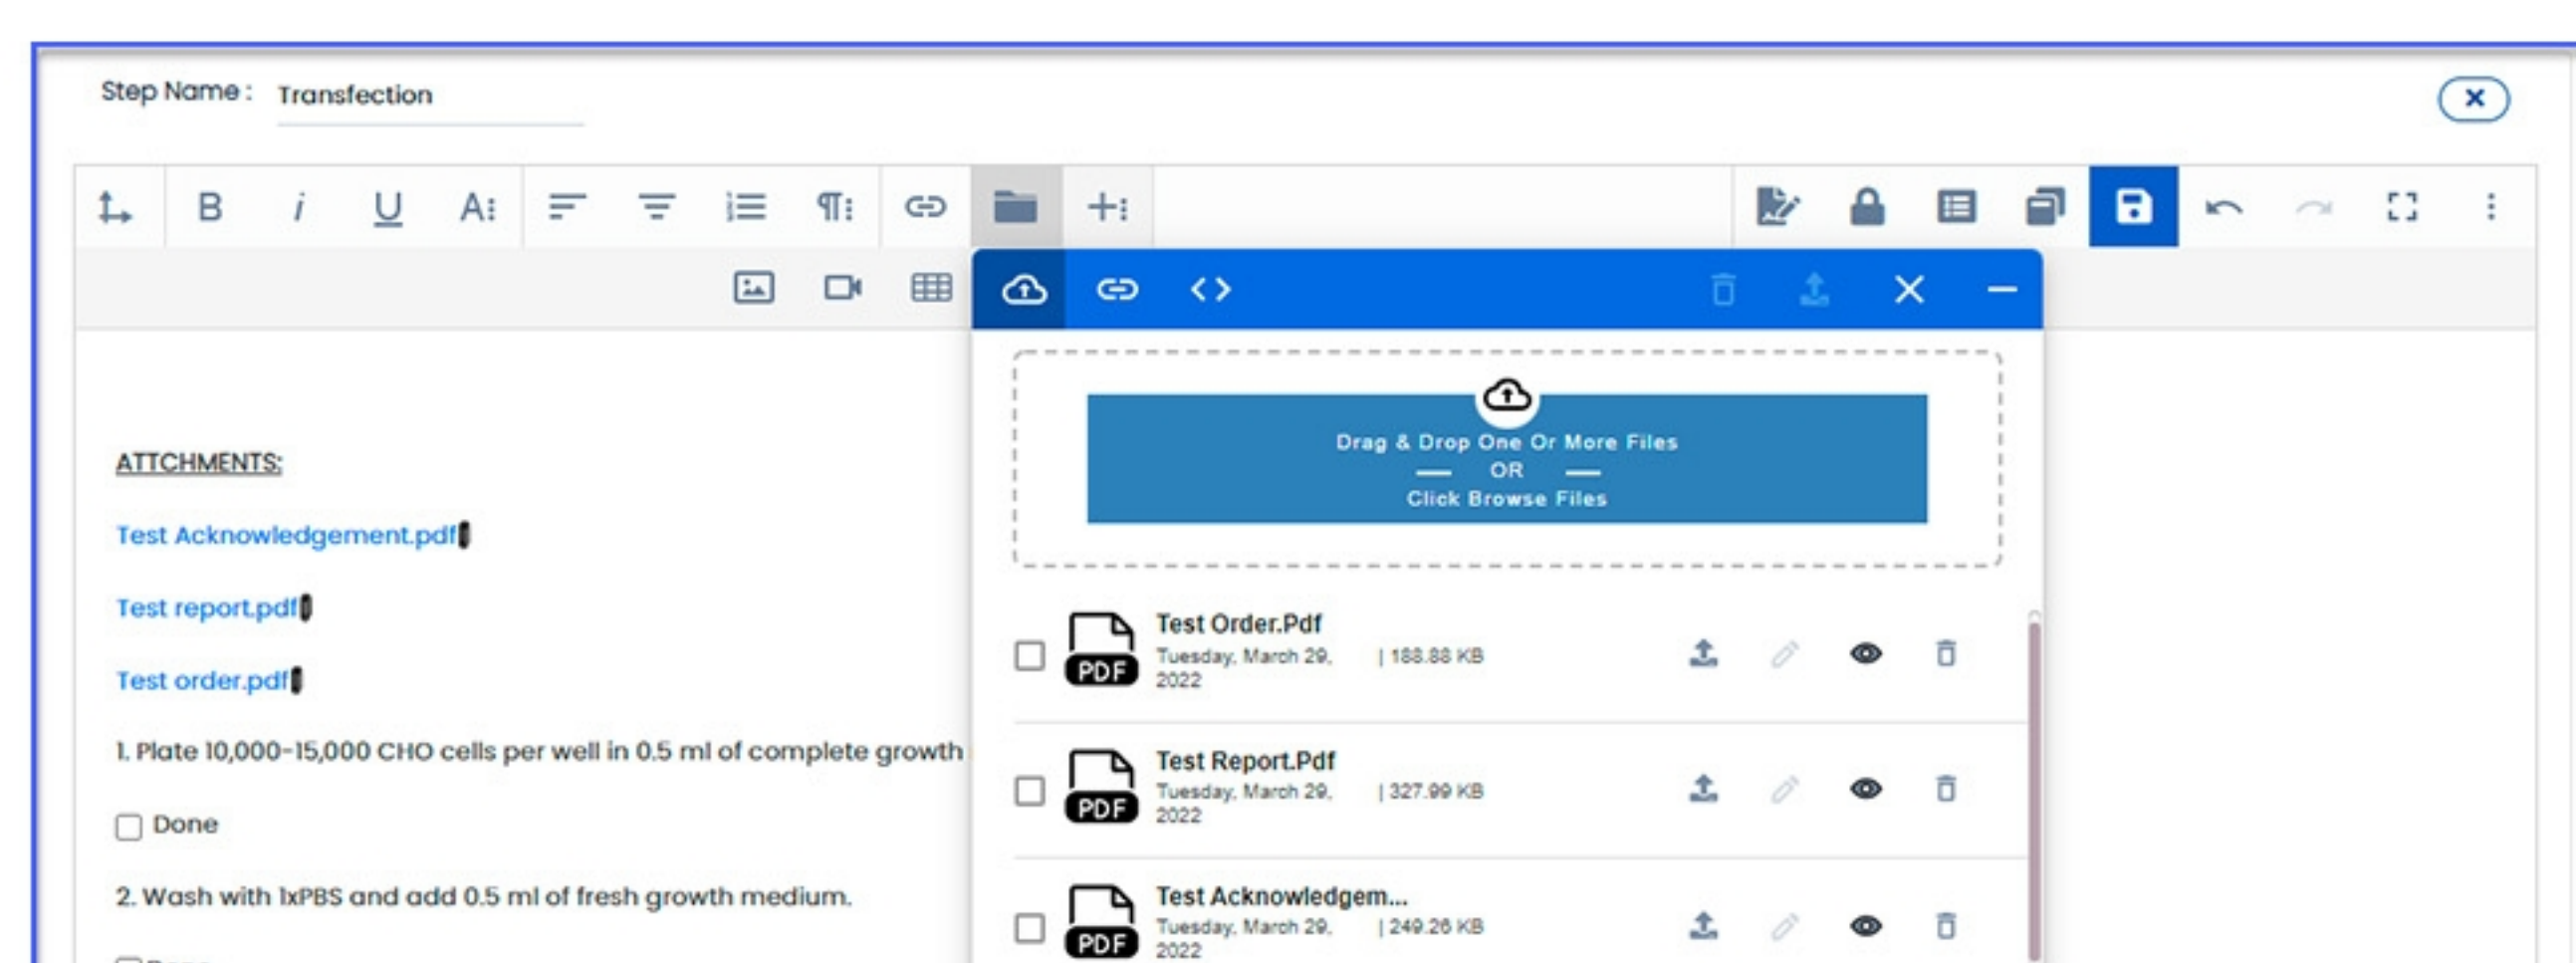 Step Name : Transfection
B i U A
Drag & Drop One Or More Files
OR
Click Browse Files
ATTCHMENTS:
Test Acknowledgement.pdf
Test report.pdf
Test order.pdf
1. Plate 10,000-15,000 CHO cells per well in 0.5 ml of complete growth
Done
2. Wash with 1xPBS and add 0.5 ml of fresh growth medium.
PDF
Test Order.Pdf
Tuesday, March 29, | 188.88 KB
2022
PDF
Test Report.Pdf
Tuesday, March 29, | 327.99 KB
2022
PDF
Test Acknowledgem...
Tuesday, March 29, | 249.26 KB
2022